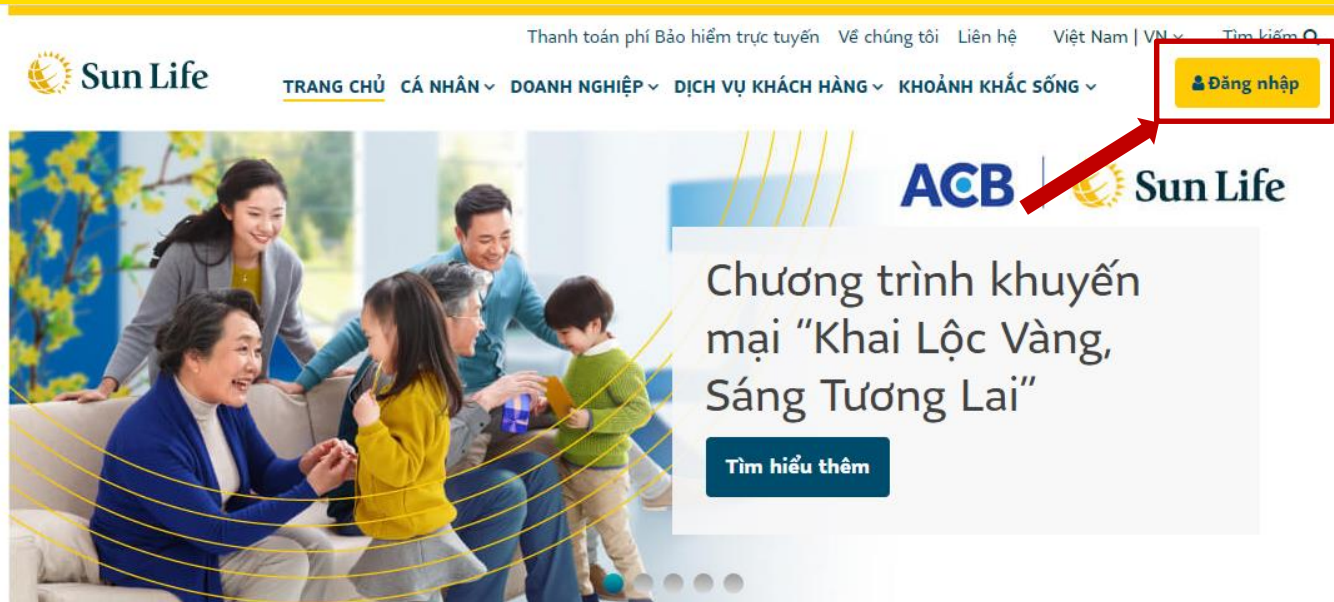 Thanh toán phí Bảo hiểm trực tuyến Về chúng tôi Liên hệ Việt Nam | VN Tìm kiếm
Sun Life
TRANG CHỦ CÁ NHÂN DOANH NGHIỆP DỊCH VỤ KHÁCH HÀNG KHOẢNH KHẮC SỐNG Đăng nhập
ACB Sun Life
Chương trình khuyến
mại “Khai Lộc Vàng,
Sáng Tương Lai”
Tìm hiểu thêm